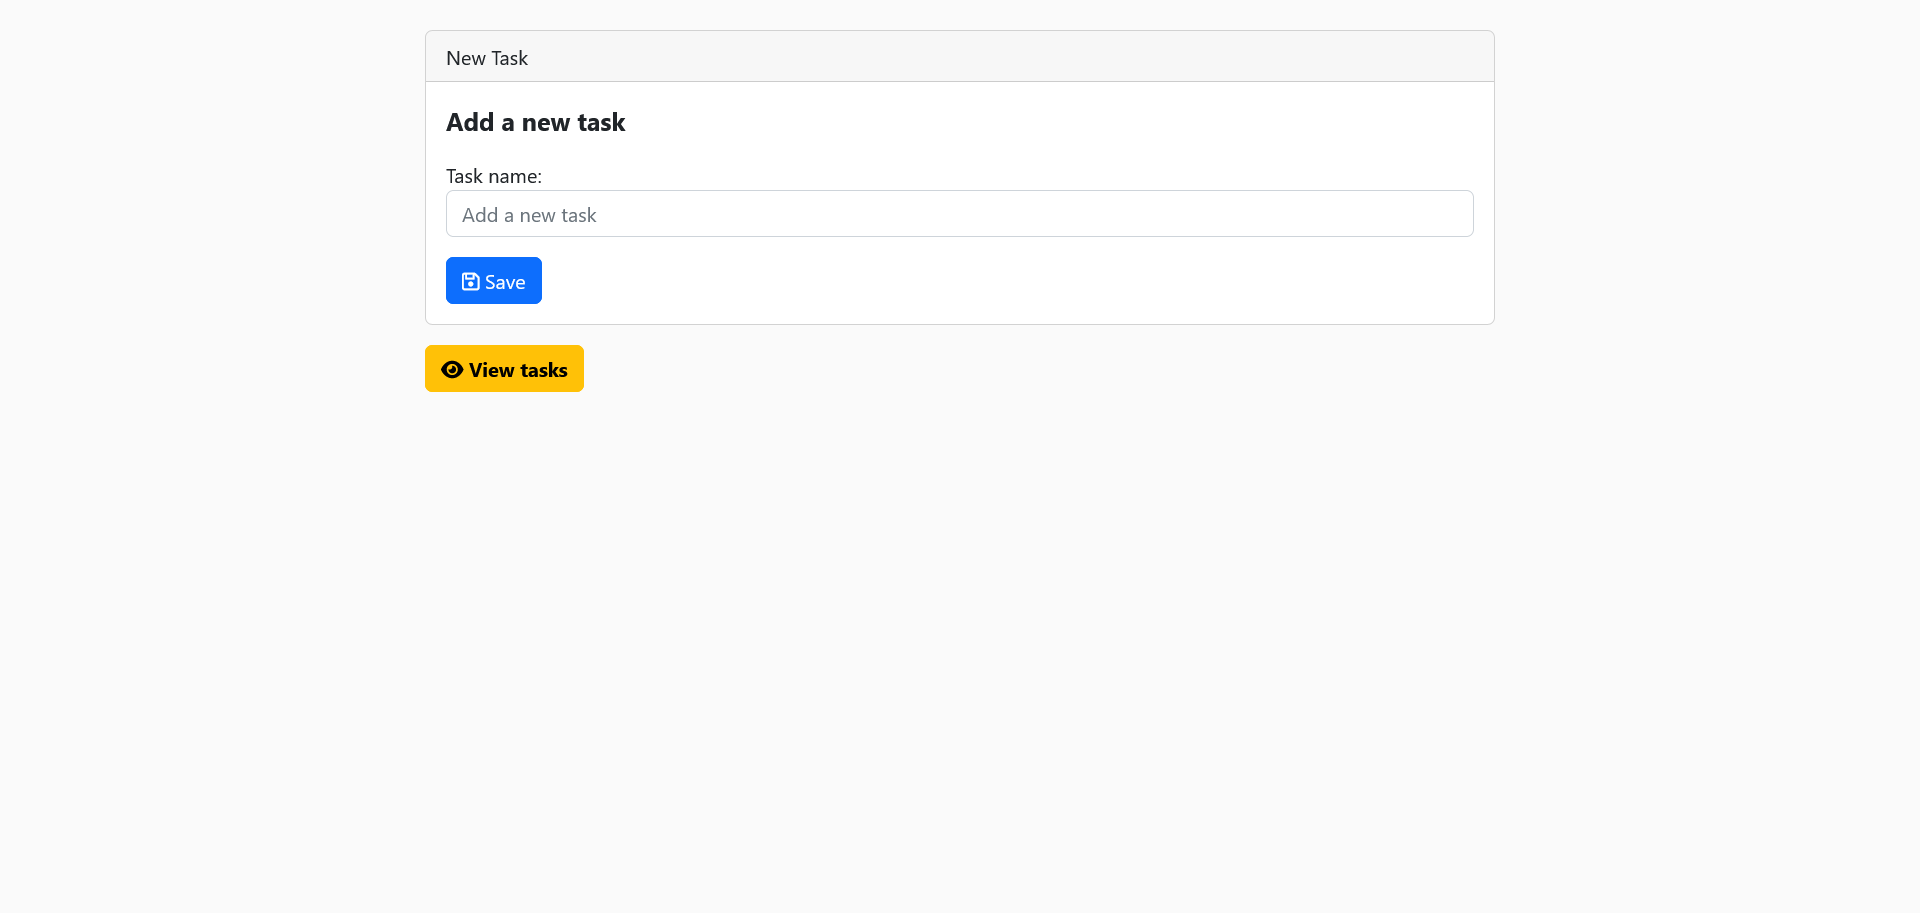 New Task
Add a new task
Task name:
Add a new task
Save
View tasks